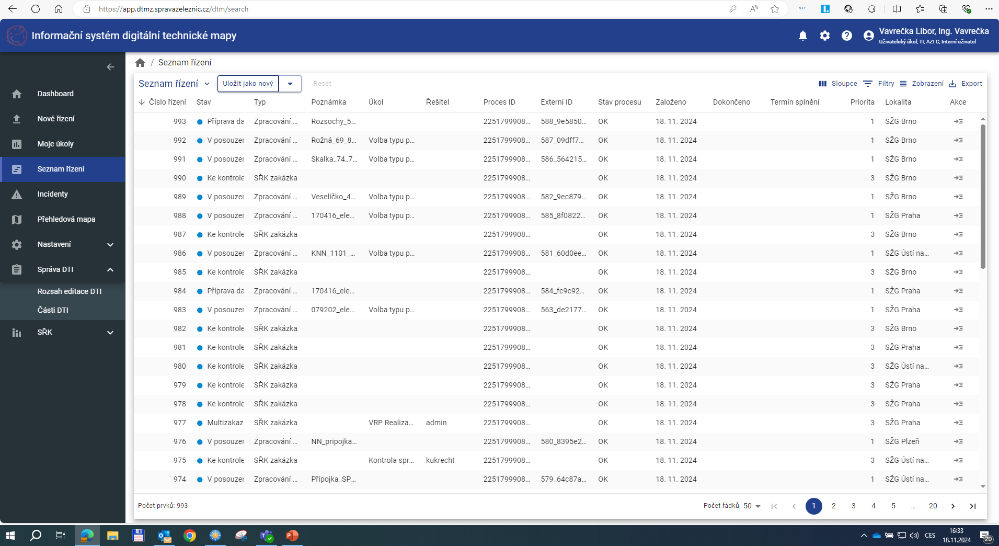 https://app.dtmz.spravazeleznic.cz/dtm/search
Informační systém digitální technické mapy
Vavrečka Libor, Ing. Vavrečka
Uživatelský úkol, TI, AZI C, Interní uživatel
Dashboard
Nové řízení
Moje úkoly
Seznam řízení
Incidenty
Přehledová mapa
Nastavení
Správa DTI
Rozsah editace DTI
Části DTI
SŘK
/ Seznam řízení
Seznam řízení Uložit jako nový Reset Sloupce Filtry Zobrazení Export
Číslo řízení Stav Typ Poznámka Úkol Řešitel Proces ID Externí ID Stav procesu Založeno Dokončeno Termín splnění Priorita Lokalita Akce
993 Příprava da Zpracování ... Rozsochy_5... 2251799908... 588_9e5850... OK 18. 11. 2024 1 SŽG Brno
992 V posouzer Zpracování ... Rožná_69_8... Volba typu p... 2251799908... 587_09dff7... OK 18. 11. 2024 1 SŽG Brno
991 V posouzer Zpracování ... Skalka_74_7... Volba typu p... 2251799908... 586_564215... OK 18. 11. 2024 1 SŽG Brno
990 Ke kontrole SŘK zakázka 2251799908... OK 18. 11. 2024 3 SŽG Brno
989 V posouzer Zpracování ... Veselíčko_4... Volba typu p... 2251799908... 582_9ec879... OK 18. 11. 2024 1 SŽG Brno
988 V posouzer Zpracování ... 170416_ele... Volba typu p... 2251799908... 585_8f0822... OK 18. 11. 2024 1 SŽG Praha
987 Ke kontrole SŘK zakázka 2251799908... OK 18. 11. 2024 3 SŽG Brno
986 V posouzer Zpracování ... KNN_1101_... Volba typu p... 2251799908... 581_60d0ee... OK 18. 11. 2024 1 SŽG Ústí na...
985 Ke kontrole SŘK zakázka 2251799908... OK 18. 11. 2024 3 SŽG Brno
984 Příprava da Zpracování ... 170416_ele... 2251799908... 584_fc9c92... OK 18. 11. 2024 1 SŽG Praha
983 V posouzer Zpracování ... 079202_ele... Volba typu p... 2251799908... 563_de2177... OK 18. 11. 2024 1 SŽG Praha
982 Ke kontrole SŘK zakázka 2251799908... OK 18. 11. 2024 3 SŽG Brno
981 Ke kontrole SŘK zakázka 2251799908... OK 18. 11. 2024 3 SŽG Praha
980 Ke kontrole SŘK zakázka 2251799908... OK 18. 11. 2024 3 SŽG Ústí na...
979 Ke kontrole SŘK zakázka 2251799908... OK 18. 11. 2024 3 SŽG Praha
978 Ke kontrole SŘK zakázka 2251799908... OK 18. 11. 2024 3 SŽG Praha
977 Multizakaz SŘK zakázka VRP Realiza... admin 2251799908... OK 18. 11. 2024 3 SŽG Praha
976 V posouzer Zpracování ... NN_pripojka... 2251799908... 580_8395e2... OK 18. 11. 2024 1 SŽG Plzeň
975 Ke kontrole SŘK zakázka Kontrola spr... kukrecht 2251799908... OK 18. 11. 2024 3 SŽG Ústí na...
974 V posouzer Zpracování ... Přípojka_SP... 2251799908... 579_64c87a... OK 18. 11. 2024 1 SŽG Ústí na...
Počet prvků: 993 Počet řádků 50 1 2 3 4 5 ... 20
CES 16:33
18.11.2024 20